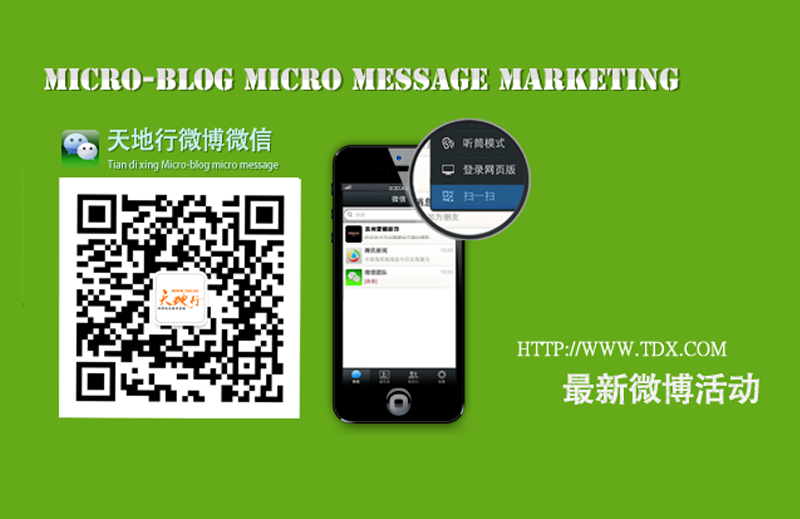 MICRO-BLOG MICRO MESSAGE MARKETING
天地行微博微信
Tian di xing Micro-blog micro message
天地行
微信
听筒模式
登录网页版
扫一扫
腾讯新闻
微信团队
HTTP://WWW.TDX.COM
最新微博活动